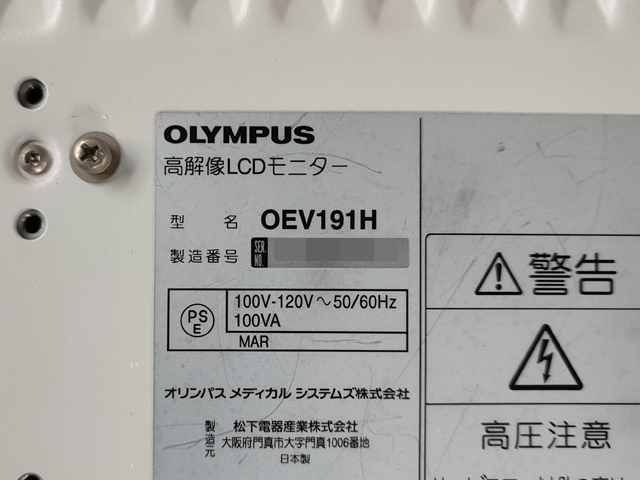 OLYMPUS
高解像LCDモニター
型 名 OEV191H
製造番号 SER. NO.
PS E
100V-120V～50/60Hz
100VA
MAR
オリンパス メディカル システムズ株式会社
製造元 松下電器産業株式会社
大阪府門真市大字門真1006番地
日本製
警告
高圧注意